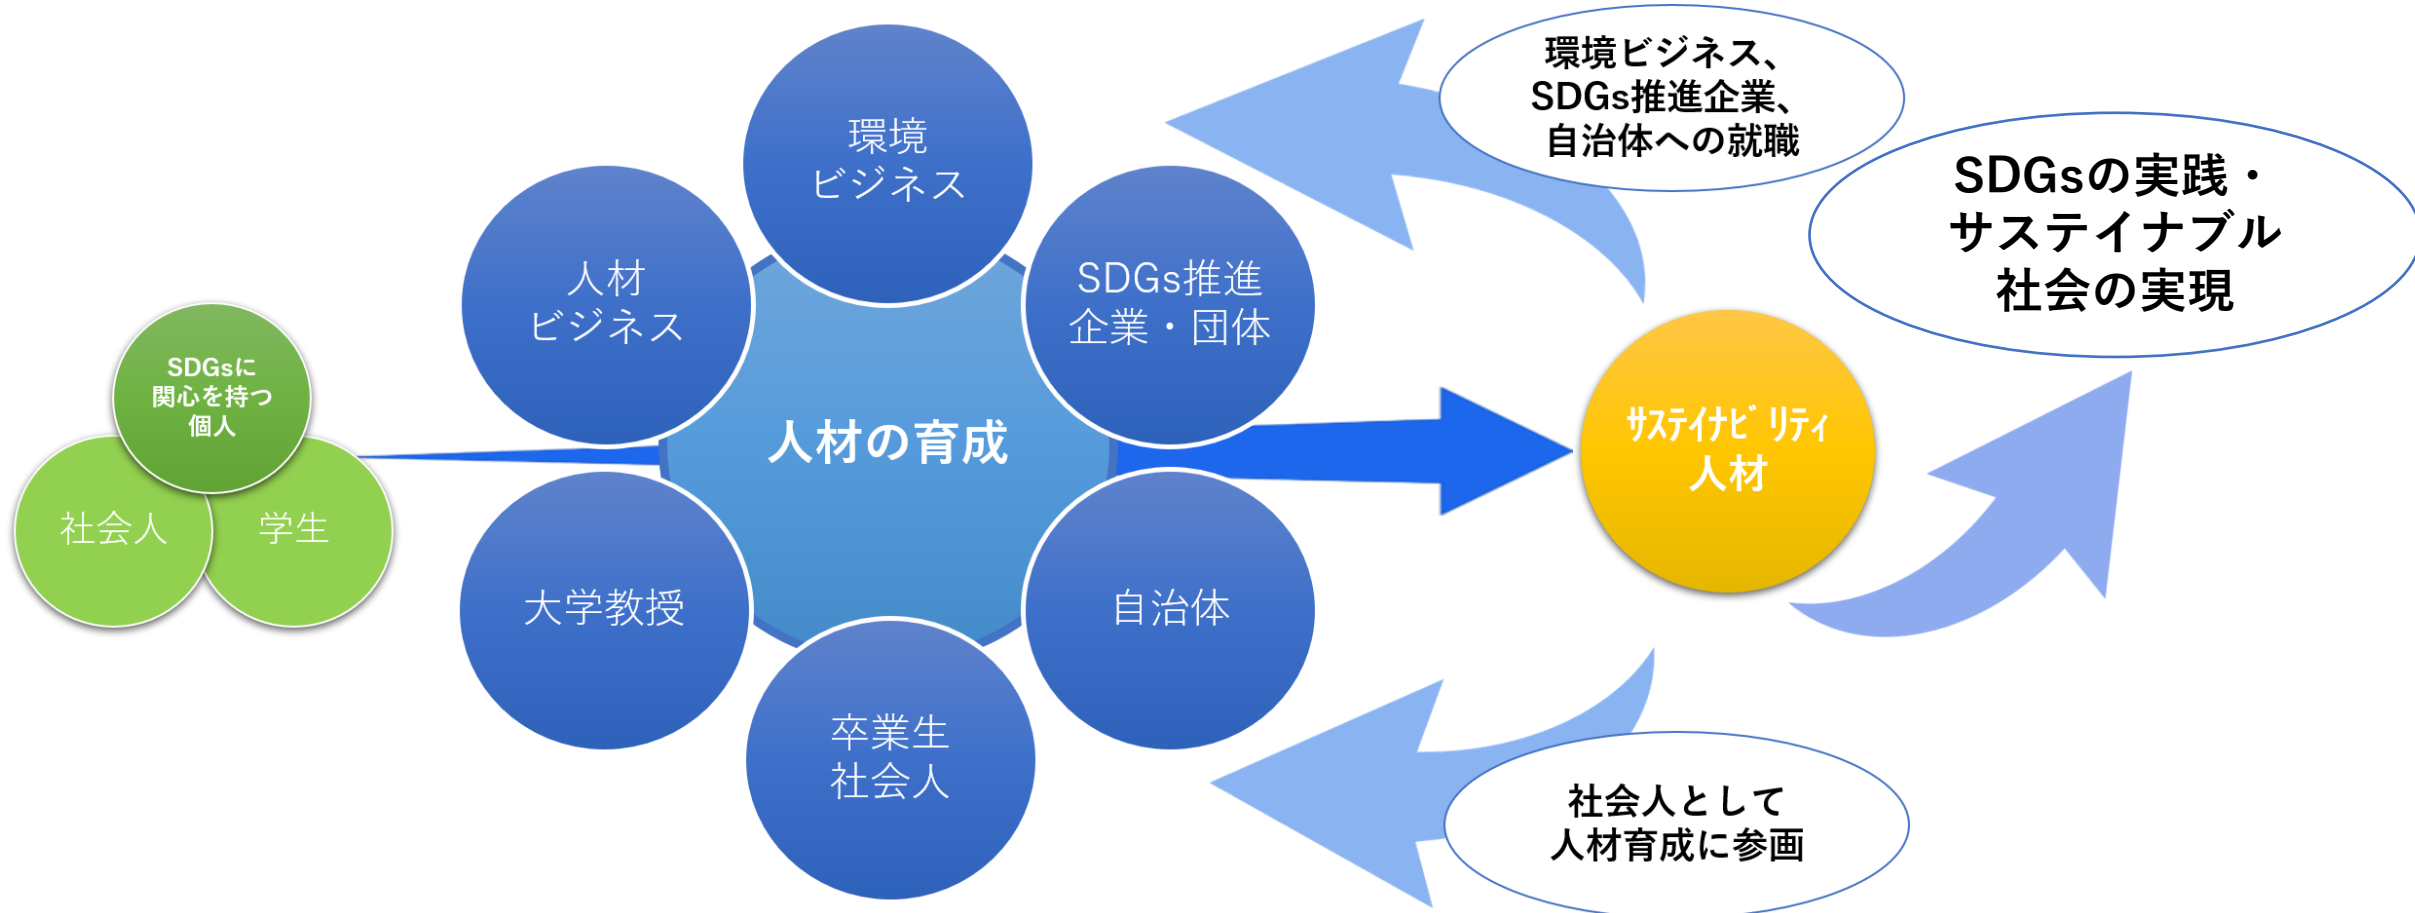 SDGsに
関心を持つ
個人
社会人
学生
環境
ビジネス
人材
ビジネス
SDGs推進
企業・団体
人材の育成
大学教授
自治体
卒業生
社会人
環境ビジネス、
SDGs推進企業、
自治体への就職
SDGsの実践・
サステイナブル
社会の実現
ｻｽﾃｲﾅﾋﾞﾘﾃｨ
人材
社会人として
人材育成に参画